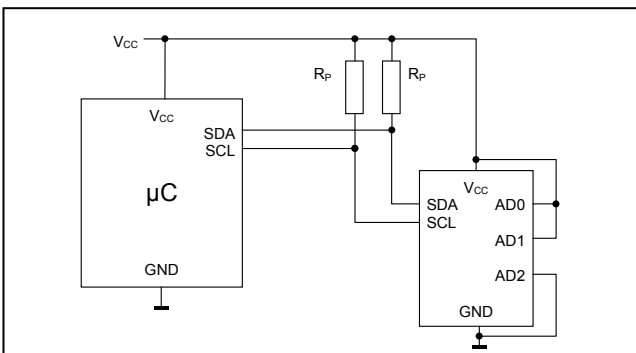 VCC
RP RP
VCC
SDA
SCL
µC
GND
VCC
SDA
SCL
AD0
AD1
AD2
GND